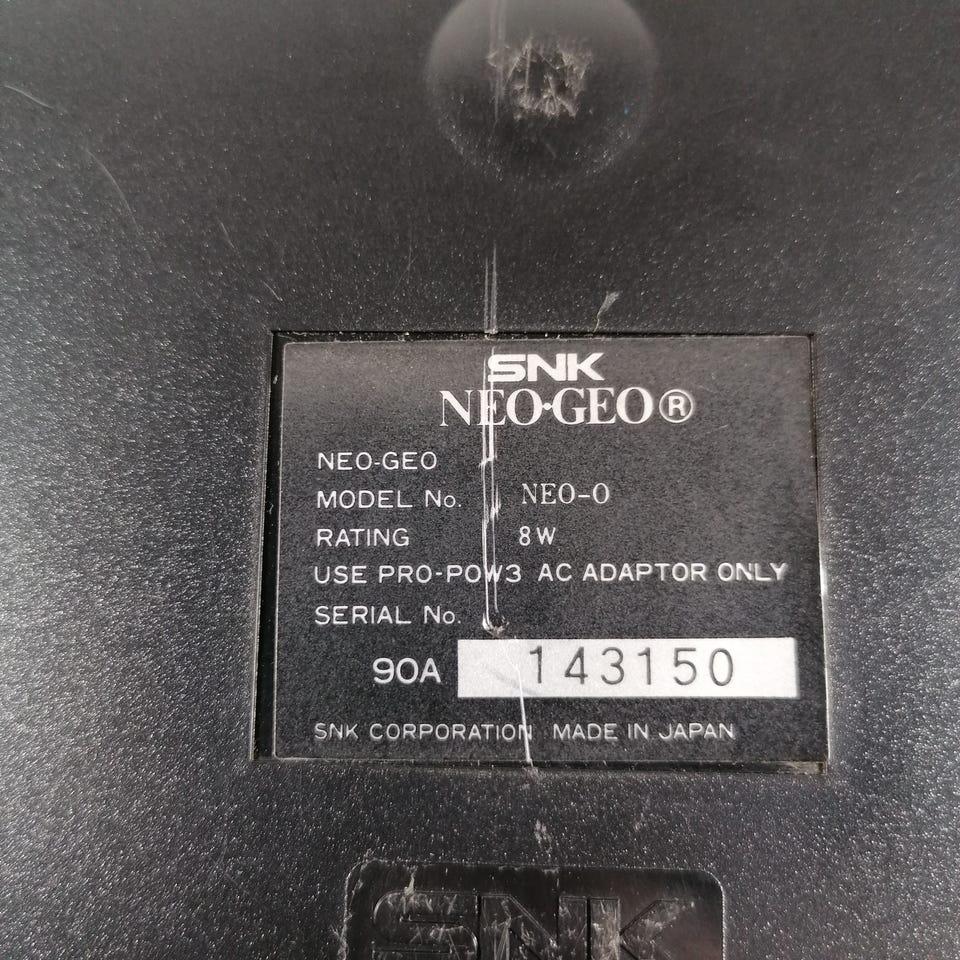 SNK
NEO•GEO®
NEO-GEO
MODEL No. NEO-0
RATING 8W
USE PRO-POW3 AC ADAPTOR ONLY
SERIAL No.
90A 143150
SNK CORPORATION MADE IN JAPAN
SNK